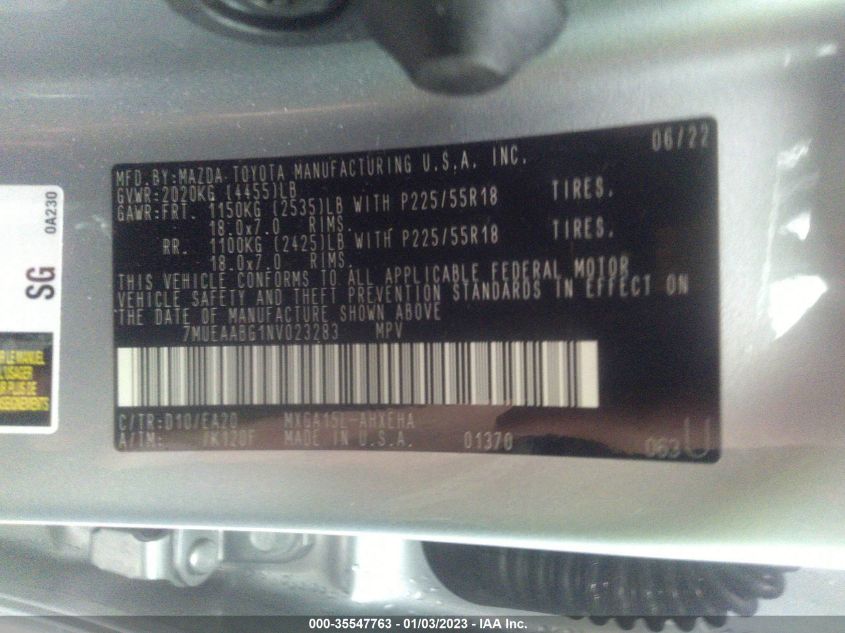 MFD.BY:MAZDA TOYOTA MANUFACTURING U.S.A. INC. 06/22
GVWR:2020KG (4455)LB
GAWR:FRT. 1150KG (2535)LB WITH P225/55R18 TIRES,
18.0x7.0 RIMS,
RR. 1100KG (2425)LB WITH P225/55R18 TIRES,
18.0x7.0 RIMS.
THIS VEHICLE CONFORMS TO ALL APPLICABLE FEDERAL MOTOR
VEHICLE SAFETY AND THEFT PREVENTION STANDARDS IN EFFECT ON
THE DATE OF MANUFACTURE SHOWN ABOVE
7MUEAABG1NV023283 MPV
C/TR:D10/EA20 MXGA15L-AHXEHA
A/TM: /K120F MADE IN U.S.A. 01370 063 U
0A230
SG
L'USAGER
000-35547763 - 01/03/2023 - IAA Inc.